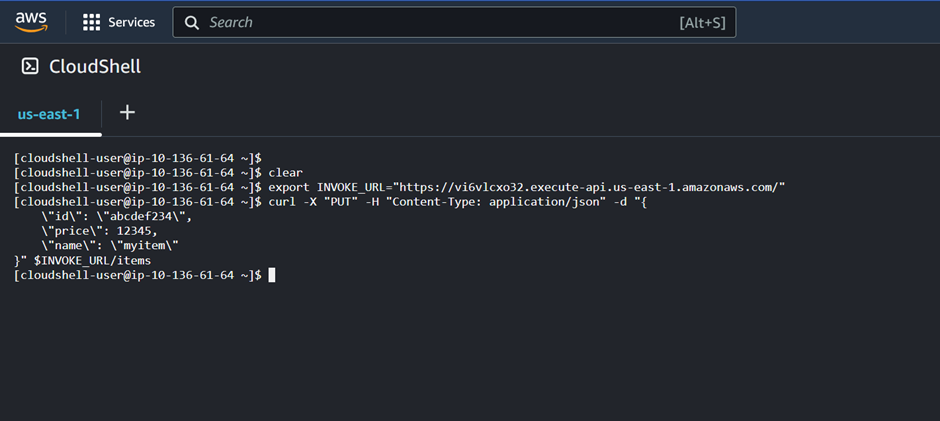 aws
Services
Search
[Alt+S]
CloudShell
us-east-1
[cloudshell-user@ip-10-136-61-64 ~]$
[cloudshell-user@ip-10-136-61-64 ~]$ clear
[cloudshell-user@ip-10-136-61-64 ~]$ export INVOKE_URL="https://vi6vlcxo32.execute-api.us-east-1.amazonaws.com/"
[cloudshell-user@ip-10-136-61-64 ~]$ curl -X "PUT" -H "Content-Type: application/json" -d "{
    \"id\": \"abcdef234\",
    \"price\": 12345,
    \"name\": \"myitem\"
}" $INVOKE_URL/items
[cloudshell-user@ip-10-136-61-64 ~]$